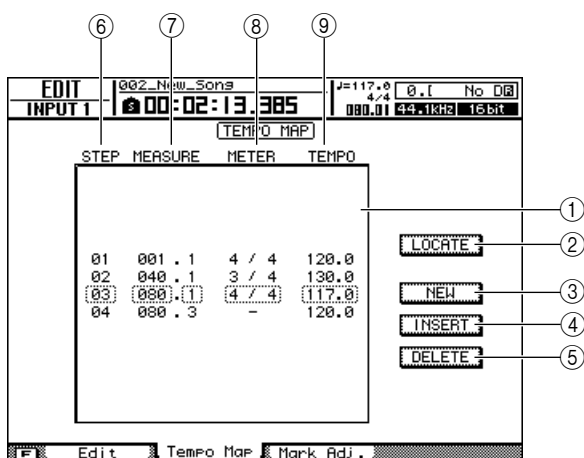 ⑥ ⑦ ⑧ ⑨
EDIT
INPUT 1
002_New_Song
S 00:02:13.385
♩=117.0
4/4
080.01
0.[ No D
44.1kHz 16bit
TEMPO MAP
STEP MEASURE METER TEMPO
01 001 . 1 4 / 4 120.0
02 040 . 1 3 / 4 130.0
03 080 . 1 4 / 4 117.0
04 080 . 3 - 120.0
①
LOCATE ②
NEW ③
INSERT ④
DELETE ⑤
F Edit Tempo Map Mark Adj.